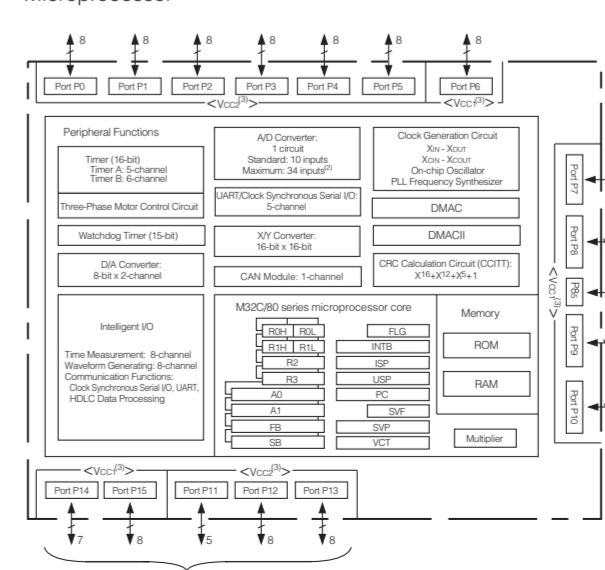 8 8 8 8 8 8 8
Port P0 Port P1 Port P2 Port P3 Port P4 Port P5 Port P6
<VCC2(3)> <VCC1(3)>
Peripheral Functions
Timer (16-bit)
Timer A: 5-channel
Timer B: 6-channel
Three-Phase Motor Control Circuit
Watchdog Timer (15-bit)
D/A Converter:
8-bit x 2-channel
Intelligent I/O
Time Measurement: 8-channel
Waveform Generating: 8-channel
Communication Functions:
Clock Synchronous Serial I/O, UART,
HDLC Data Processing
A/D Converter:
1 circuit
Standard: 10 inputs
Maximum: 34 inputs(2)
UART/Clock Synchronous Serial I/O:
5-channel
X/Y Converter:
16-bit x 16-bit
CAN Module: 1-channel
Clock Generation Circuit
XIN - XOUT
XCIN - XCOUT
On-chip Oscillator
PLL Frequency Synthesizer
DMAC
DMACII
CRC Calculation Circuit (CCITT):
X16+X12+X5+1
M32C/80 series microprocessor core
R0H R0L
R1H R1L
R2
R3
A0
A1
FB
SB
FLG
INTB
ISP
USP
PC
SVF
SVP
VCT
Memory
ROM
RAM
Multiplier
<VCC1(3)>
Port P7
Port P8
P85
Port P9
Port P10
<VCC1(3)> <VCC2(3)>
Port P14 Port P15 Port P11 Port P12 Port P13
7 8 5 8 8